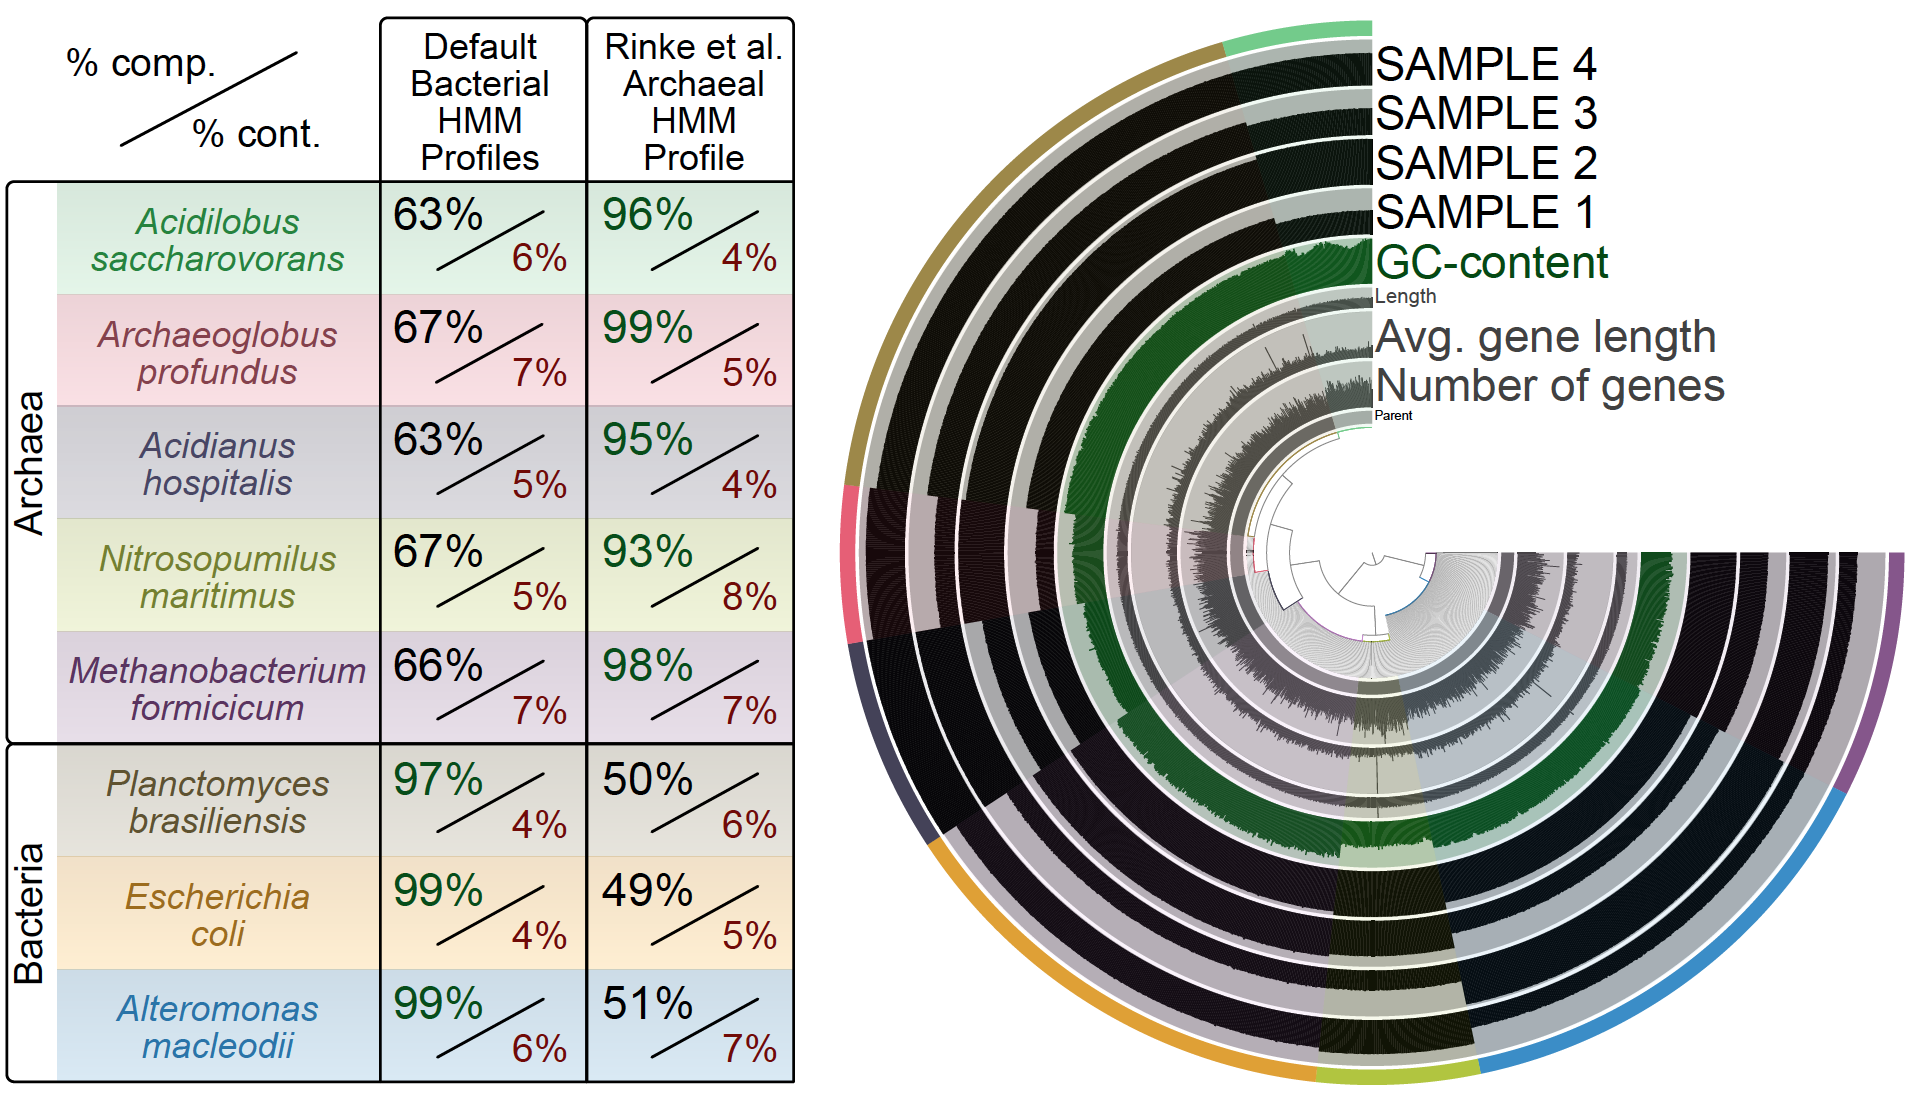 % comp.
% cont.
Default
Bacterial
HMM
Profiles
Rinke et al.
Archaeal
HMM
Profile
Archaea
Acidilobus
saccharovorans
63%
6%
96%
4%
Archaeoglobus
profundus
67%
7%
99%
5%
Acidianus
hospitalis
63%
5%
95%
4%
Nitrosopumilus
maritimus
67%
5%
93%
8%
Methanobacterium
formicicum
66%
7%
98%
7%
Bacteria
Planctomyces
brasiliensis
97%
4%
50%
6%
Escherichia
coli
99%
4%
49%
5%
Alteromonas
macleodii
99%
6%
51%
7%
SAMPLE 4
SAMPLE 3
SAMPLE 2
SAMPLE 1
GC-content
Length
Avg. gene length
Number of genes
Parent